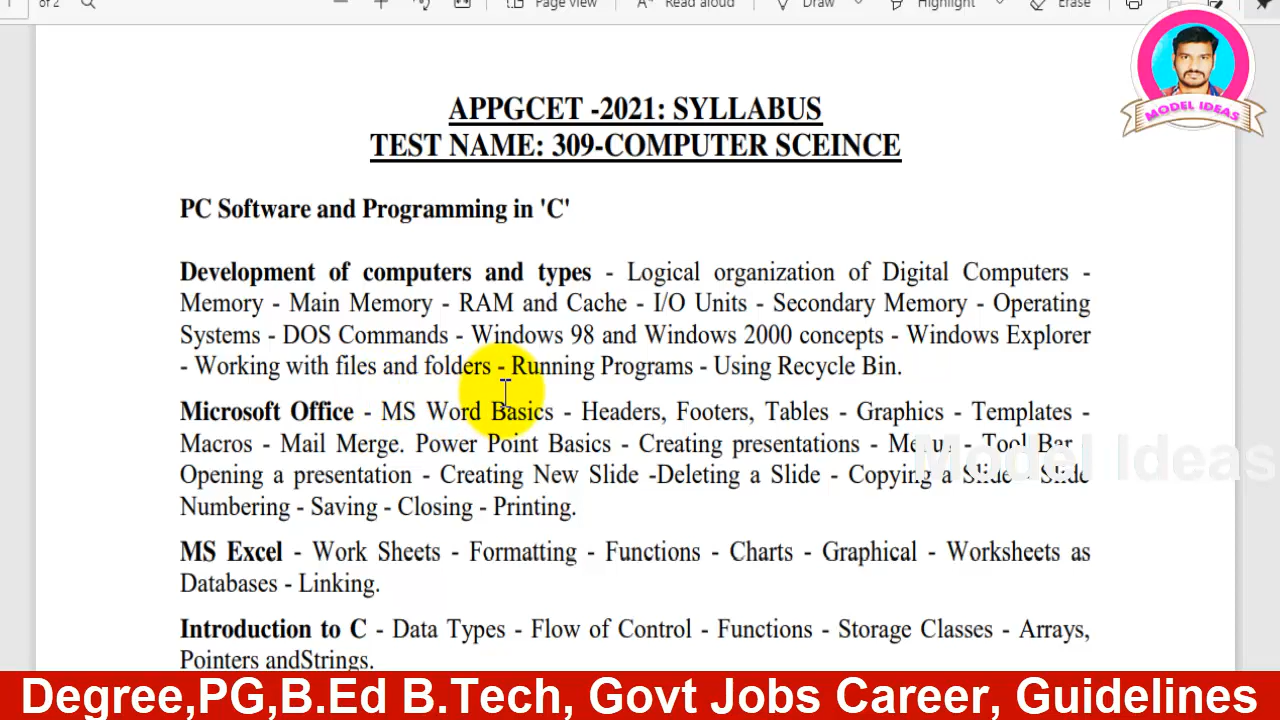 1 of 2 Page view Read aloud Draw Highlight Erase
MODEL IDEAS
APPGCET -2021: SYLLABUS
TEST NAME: 309-COMPUTER SCEINCE
PC Software and Programming in 'C'
Development of computers and types - Logical organization of Digital Computers -
Memory - Main Memory - RAM and Cache - I/O Units - Secondary Memory - Operating
Systems - DOS Commands - Windows 98 and Windows 2000 concepts - Windows Explorer
- Working with files and folders - Running Programs - Using Recycle Bin.
Microsoft Office - MS Word Basics - Headers, Footers, Tables - Graphics - Templates -
Macros - Mail Merge. Power Point Basics - Creating presentations - Menus - Tool Bar
Model Ideas
Opening a presentation - Creating New Slide -Deleting a Slide - Copying a Slide - Slide
Numbering - Saving - Closing - Printing.
MS Excel - Work Sheets - Formatting - Functions - Charts - Graphical - Worksheets as
Databases - Linking.
Introduction to C - Data Types - Flow of Control - Functions - Storage Classes - Arrays,
Pointers andStrings.
Degree,PG,B.Ed B.Tech, Govt Jobs Career, Guidelines